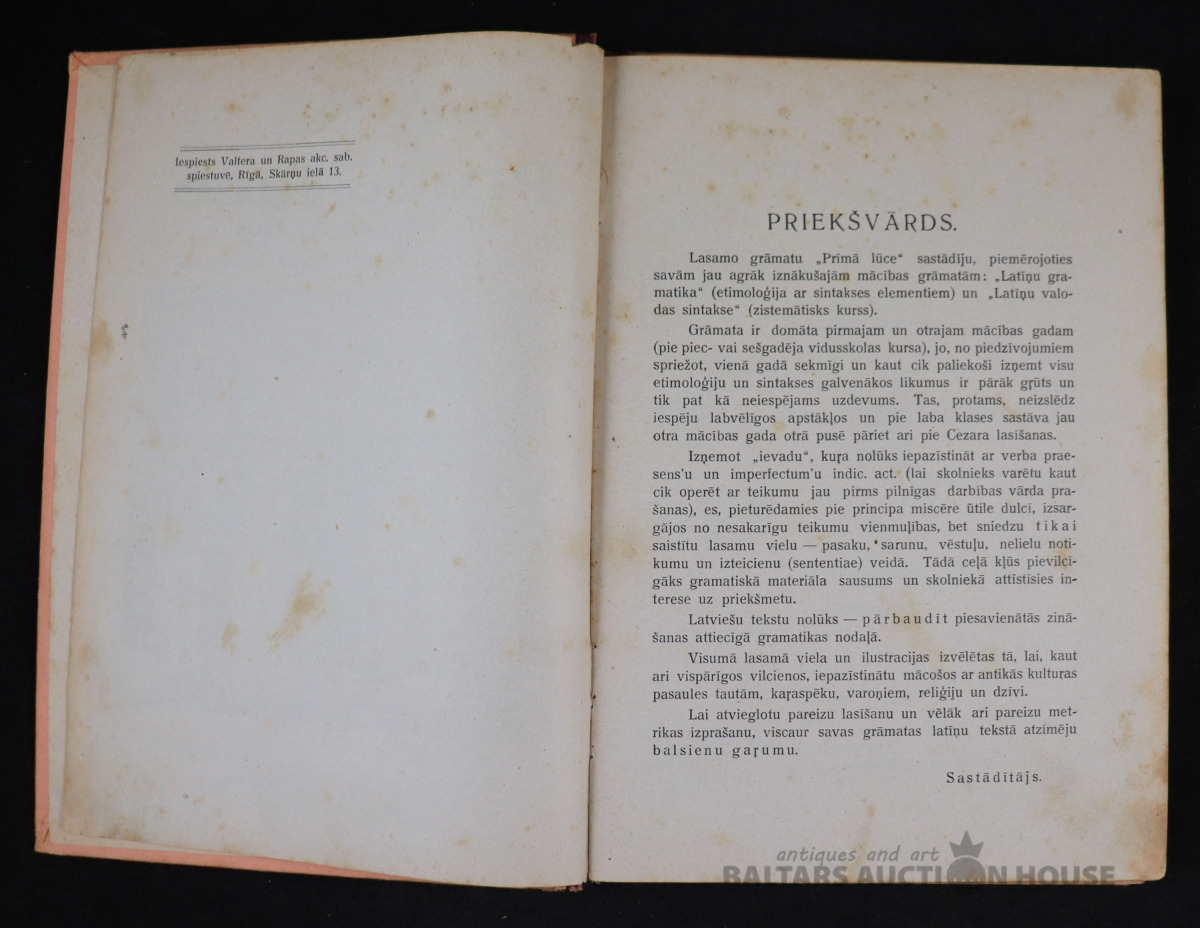 Iespiests Valtera un Rapas akc. sab.
spiestuvē, Rīgā, Skārņu ielā 13.
PRIEKŠVĀRDS.
Lasamo grāmatu „Prīmā lūce“ sastādīju, piemērojoties
savām jau agrāk iznākušajām mācības grāmatām: „Latīņu gra-
matika“ (etimoloģija ar sintakses elementiem) un „Latīņu valo-
das sintakse“ (zistemātisks kurss).
Grāmata ir domāta pirmajam un otrajam mācības gadam
(pie piec- vai sešgadēja vidusskolas kursa), jo, no piedzīvojumiem
spriežot, vienā gadā sekmīgi un kaut cik paliekoši izņemt visu
etimoloģiju un sintakses galvenākos likumus ir pārāk gŗūts un
tik pat kā neiespējams uzdevums. Tas, protams, neizslēdz
iespēju labvēlīgos apstākļos un pie laba klases sastāva jau
otra mācības gada otrā pusē pāriet ari pie Cezara lasīšanas.
Izņemot „ievadu“, kuŗa nolūks iepazīstināt ar verba prae-
sens'u un imperfectum'u indic. act. (lai skolnieks varētu kaut
cik operēt ar teikumu jau pirms pilnīgas darbības vārda pra-
šanas), es, pieturēdamies pie principa miscēre ūtile dulcī, izsar-
gājos no nesakarīgu teikumu vienmuļības, bet sniedzu tikai
saistītu lasamu vielu — pasaku, sarunu, vēstuļu, nelielu noti-
kumu un izteicienu (sententiae) veidā. Tādā ceļā kļūs pievilcī-
gāks gramatiskā materiāla sausums un skolniekā attīstīsies in-
terese uz priekšmetu.
Latviešu tekstu nolūks — pārbaudīt piesavienātās zinā-
šanas attiecīgā gramatikas nodaļā.
Visumā lasamā viela un ilustracijas izvēlētas tā, lai, kaut
ari vispārīgos vilcienos, iepazīstinātu mācošos ar antīkās kultuŗas
pasaules tautām, kaŗaspēku, varoņiem, reliģiju un dzīvi.
Lai atvieglotu pareizu lasīšanu un vēlāk ari pareizu met-
rikas izprašanu, viscaur savas grāmatas latīņu tekstā atzīmēju
balsienu gaŗumu.
Sastādītājs.
antiques and art
BALTARS AUCTION HOUSE